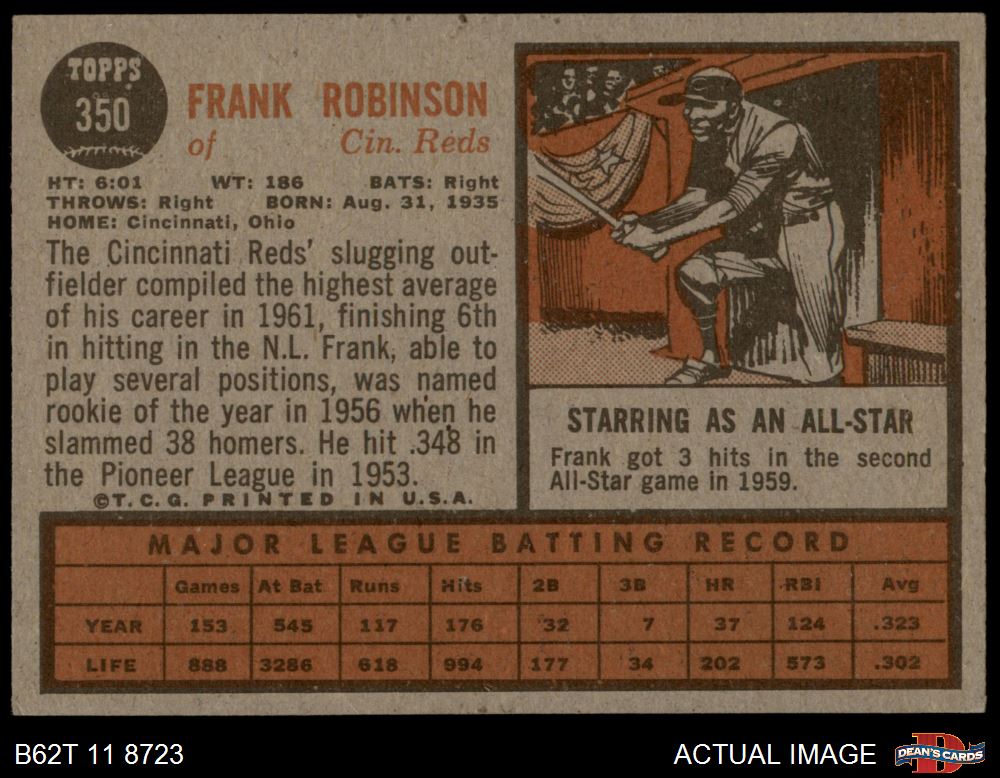 TOPPS
350
FRANK ROBINSON
of Cin. Reds
HT: 6:01 WT: 186 BATS: Right
THROWS: Right BORN: Aug. 31, 1935
HOME: Cincinnati, Ohio
The Cincinnati Reds' slugging out-
fielder compiled the highest average
of his career in 1961, finishing 6th
in hitting in the N.L. Frank, able to
play several positions, was named
rookie of the year in 1956 when he
slammed 38 homers. He hit .348 in
the Pioneer League in 1953.
©T.C.G. PRINTED IN U.S.A.
STARRING AS AN ALL-STAR
Frank got 3 hits in the second
All-Star game in 1959.
MAJOR LEAGUE BATTING RECORD
Games At Bat Runs Hits 2B 3B HR RBI Avg
YEAR 153 545 117 176 32 7 37 124 .323
LIFE 888 3286 618 994 177 34 202 573 .302
B62T 11 8723
ACTUAL IMAGE
DEAN'S CARDS